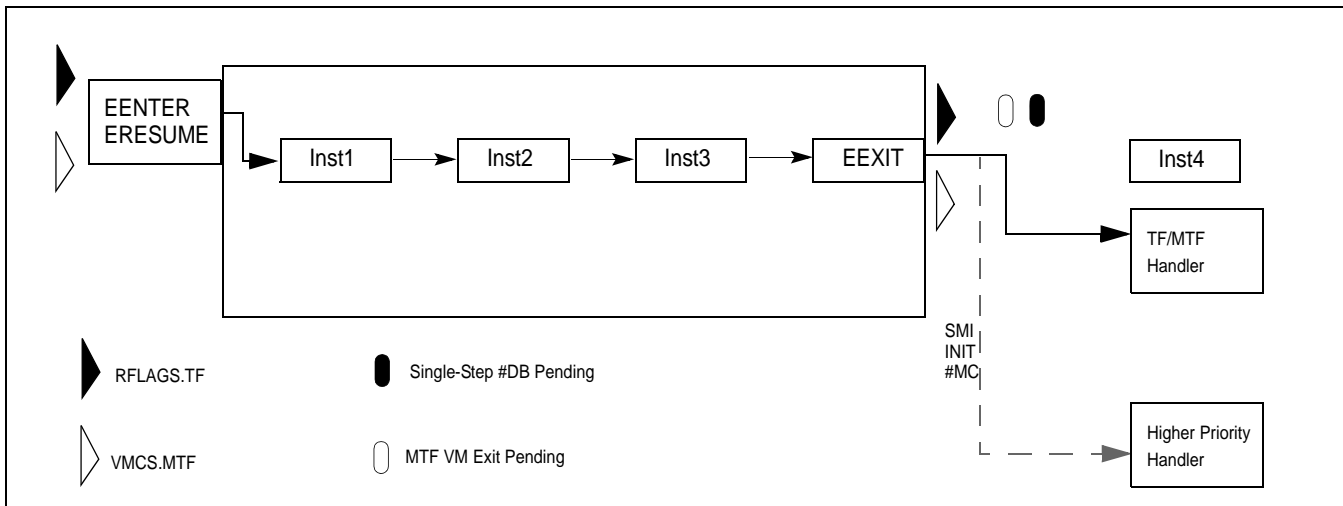 EENTER
ERESUME
Inst1
Inst2
Inst3
EEXIT
Inst4
TF/MTF
Handler
SMI
INIT
#MC
RFLAGS.TF
Single-Step #DB Pending
VMCS.MTF
MTF VM Exit Pending
Higher Priority
Handler